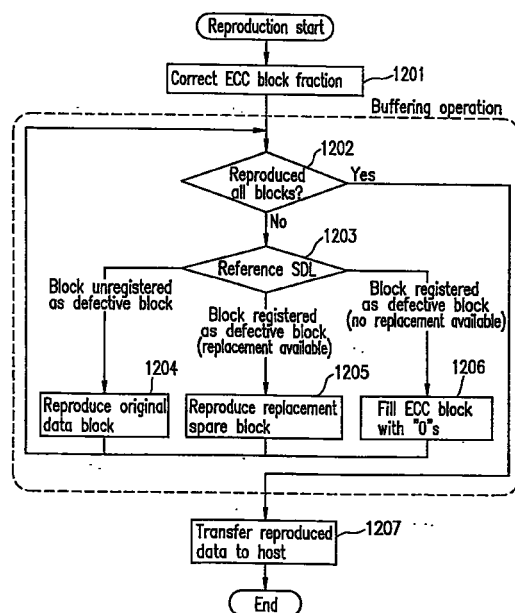 Reproduction start
Correct ECC block fraction
1201
Buffering operation
1202
Reproduced
all blocks?
Yes
No
1203
Reference SDL
Block unregistered
as defective block
Block registered
as defective block
(replacement available)
Block registered
as defective block
(no replacement available)
1204
Reproduce original
data block
1205
Reproduce replacement
spare block
1206
Fill ECC block
with "0"s
Transfer reproduced
data to host
1207
End